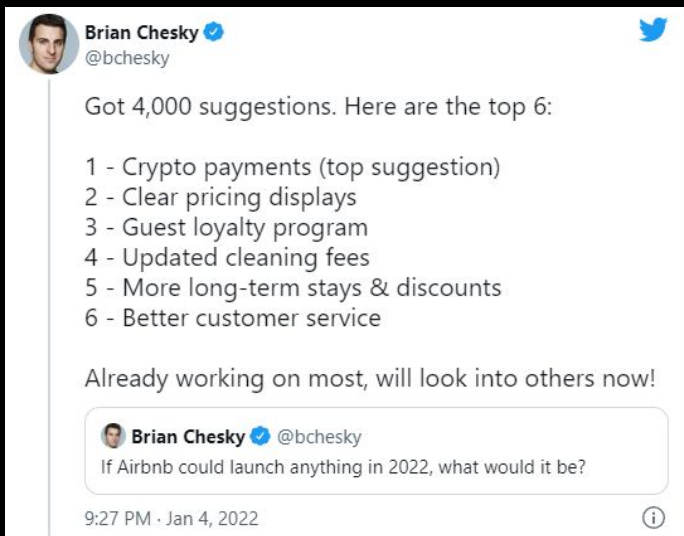 Brian Chesky
@bchesky
Got 4,000 suggestions. Here are the top 6:
1 - Crypto payments (top suggestion)
2 - Clear pricing displays
3 - Guest loyalty program
4 - Updated cleaning fees
5 - More long-term stays & discounts
6 - Better customer service
Already working on most, will look into others now!
Brian Chesky @bchesky
If Airbnb could launch anything in 2022, what would it be?
9:27 PM · Jan 4, 2022